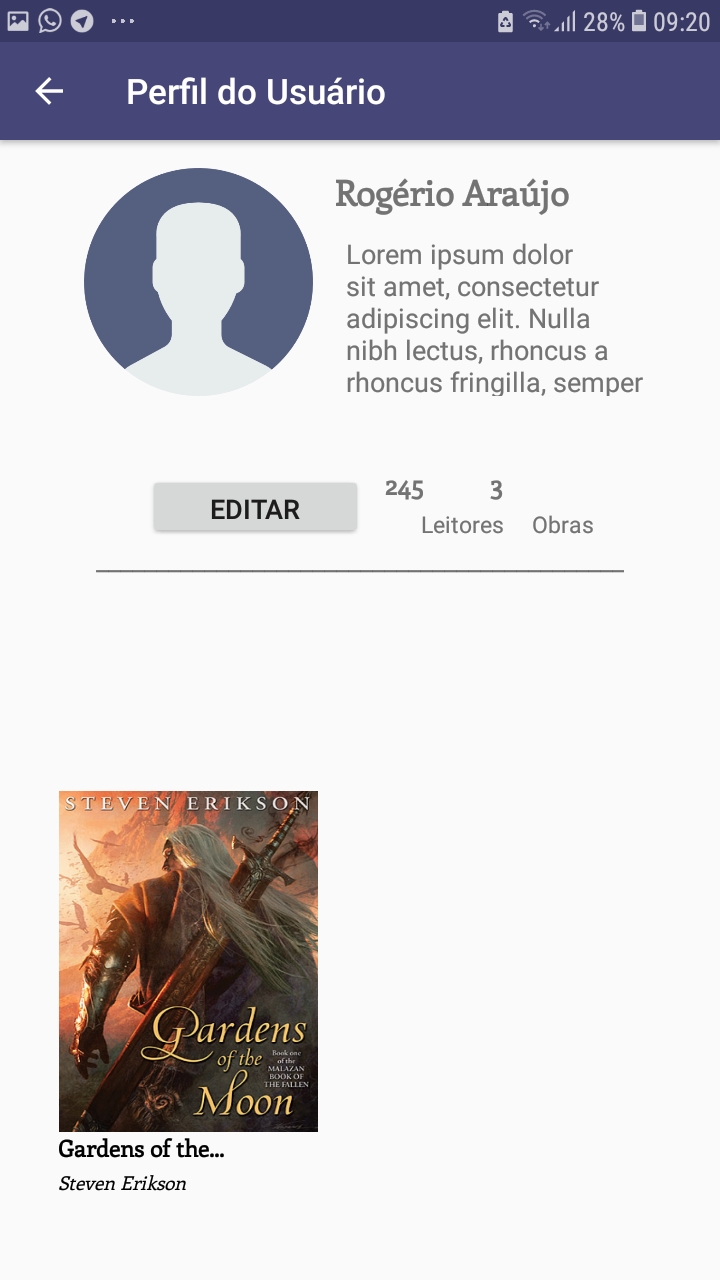 28% 09:20
Perfil do Usuário
Rogério Araújo
Lorem ipsum dolor
sit amet, consectetur
adipiscing elit. Nulla
nibh lectus, rhoncus a
rhoncus fringilla, semper
EDITAR
245 3
Leitores Obras
STEVEN ERIKSON
Gardens
of the
Moon
Book one
of the
MALAZAN
BOOK OF
THE FALLEN
Gardens of the...
Steven Erikson